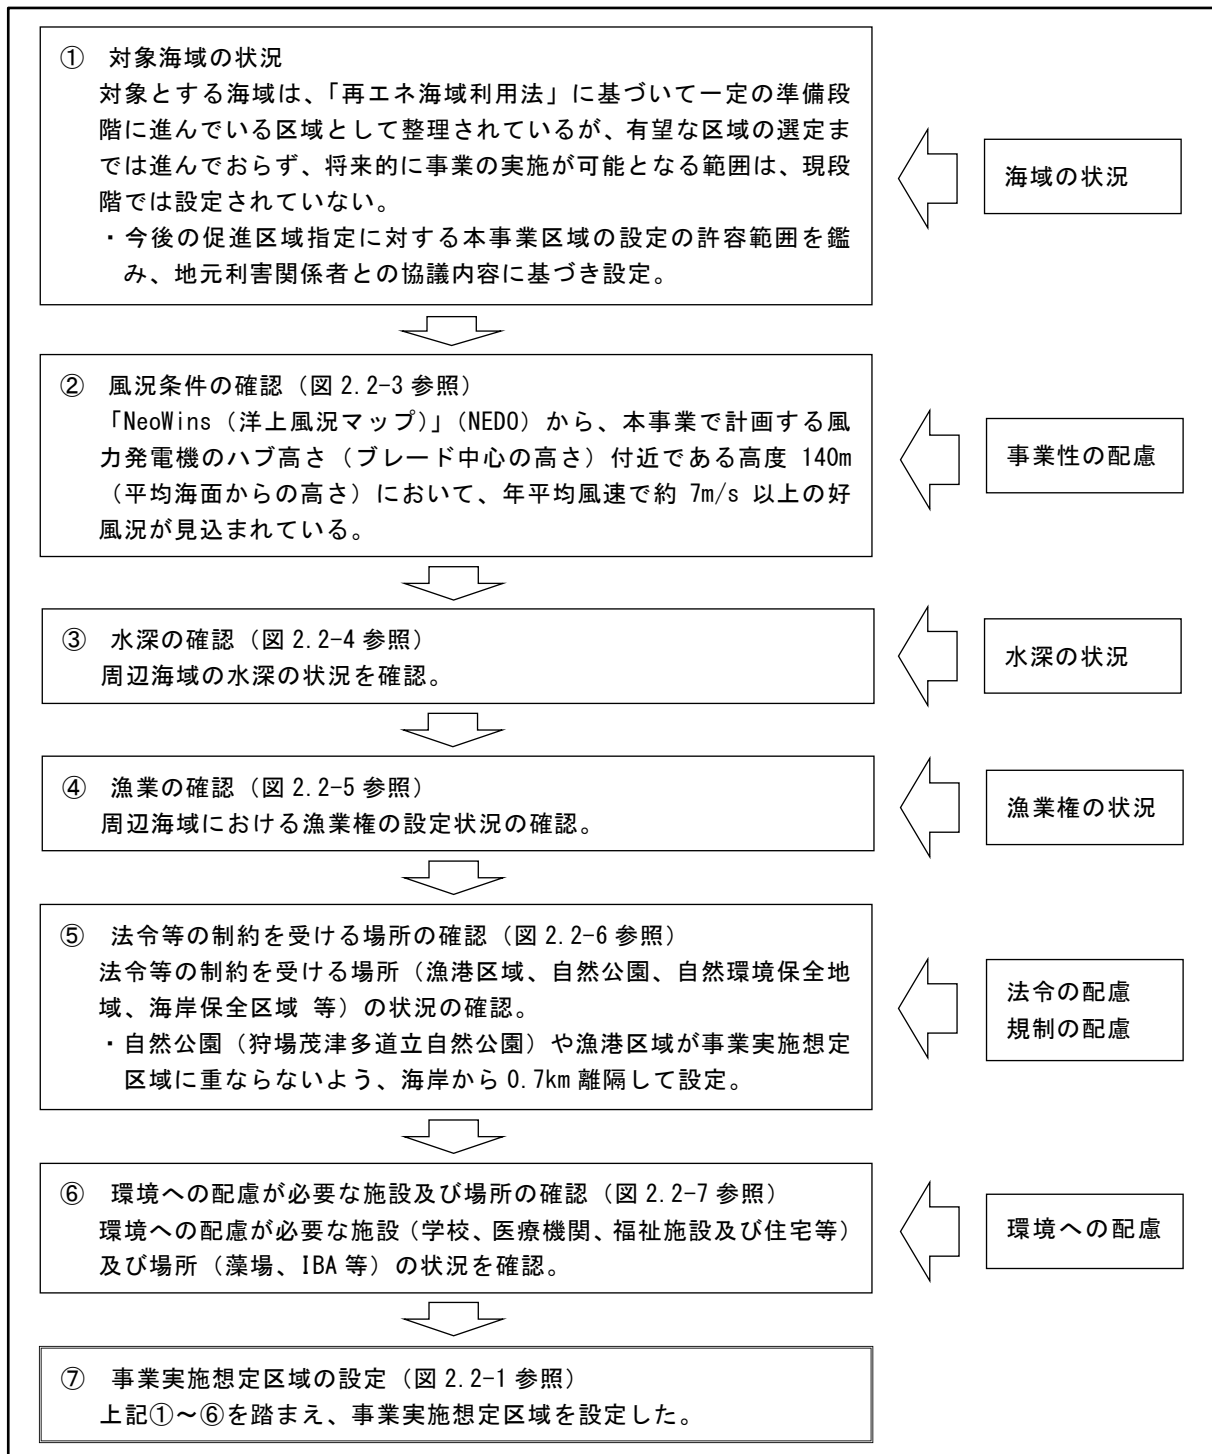 ① 対象海域の状況
対象とする海域は、「再エネ海域利用法」に基づいて一定の準備段
階に進んでいる区域として整理されているが、有望な区域の選定ま
では進んでおらず、将来的に事業の実施が可能となる範囲は、現段
階では設定されていない。
・今後の促進区域指定に対する本事業区域の設定の許容範囲を鑑
み、地元利害関係者との協議内容に基づき設定。
海域の状況
② 風況条件の確認（図 2.2-3 参照）
「NeoWins（洋上風況マップ）」（NEDO）から、本事業で計画する風
力発電機のハブ高さ（ブレード中心の高さ）付近である高度 140m
（平均海面からの高さ）において、年平均風速で約 7m/s 以上の好
風況が見込まれている。
事業性の配慮
③ 水深の確認（図 2.2-4 参照）
周辺海域の水深の状況を確認。
水深の状況
④ 漁業の確認（図 2.2-5 参照）
周辺海域における漁業権の設定状況の確認。
漁業権の状況
⑤ 法令等の制約を受ける場所の確認（図 2.2-6 参照）
法令等の制約を受ける場所（漁港区域、自然公園、自然環境保全地
域、海岸保全区域 等）の状況の確認。
・自然公園（狩場茂津多道立自然公園）や漁港区域が事業実施想定
区域に重ならないよう、海岸から 0.7km 離隔して設定。
法令の配慮
規制の配慮
⑥ 環境への配慮が必要な施設及び場所の確認（図 2.2-7 参照）
環境への配慮が必要な施設（学校、医療機関、福祉施設及び住宅等）
及び場所（藻場、IBA 等）の状況を確認。
環境への配慮
⑦ 事業実施想定区域の設定（図 2.2-1 参照）
上記①～⑥を踏まえ、事業実施想定区域を設定した。